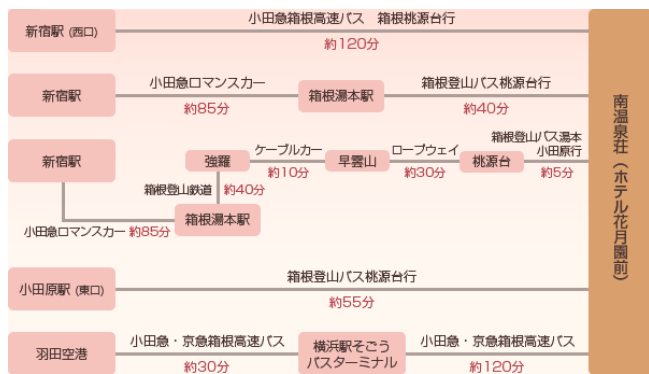 小田急箱根高速バス 箱根桃源台行
新宿駅 (西口)
約120分
小田急ロマンスカー
箱根登山バス桃源台行
新宿駅
箱根湯本駅
約85分
約40分
箱根登山バス湯本
小田原行
新宿駅
強羅
ケーブルカー
早雲山
ロープウェイ
桃源台
約10分
約30分
約5分
箱根登山鉄道
約40分
箱根湯本駅
小田急ロマンスカー 約85分
箱根登山バス桃源台行
小田原駅 (東口)
約55分
小田急・京急箱根高速バス
小田急・京急箱根高速バス
羽田空港
横浜駅そごう
バスターミナル
約30分
約120分
南温泉荘(ホテル花月園前)